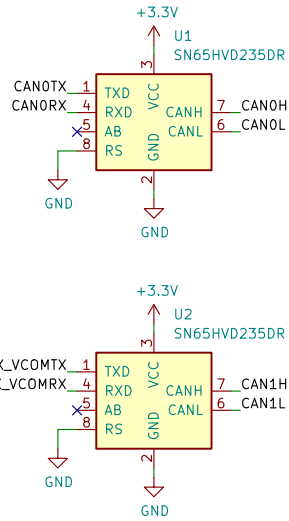 +3.3V
U1
SN65HVD235DR
3
CAN0TX 1 TXD VCC
CAN0RX 4 RXD CANH 7 CAN0H
5 AB CANL 6 CAN0L
8 RS GND
2
GND
GND
+3.3V
U2
SN65HVD235DR
3
X_VCOMTX 1 TXD VCC
X_VCOMRX 4 RXD CANH 7 CAN1H
5 AB CANL 6 CAN1L
8 RS GND
2
GND
GND